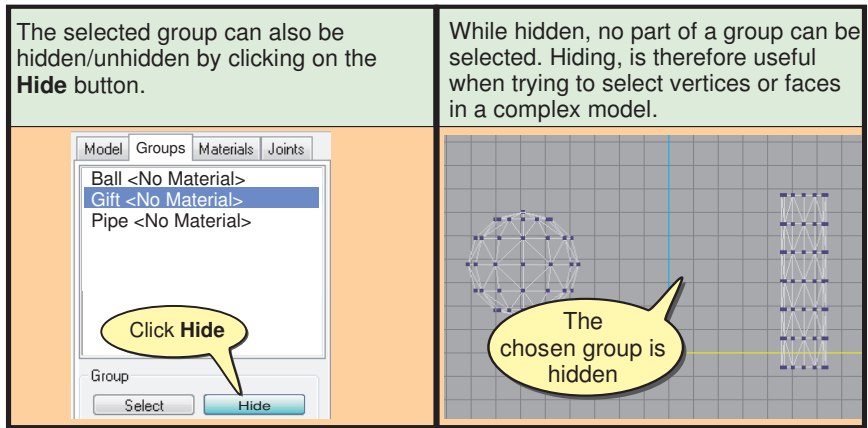 The selected group can also be
hidden/unhidden by clicking on the
Hide button.
While hidden, no part of a group can be
selected. Hiding, is therefore useful
when trying to select vertices or faces
in a complex model.
Model Groups Materials Joints
Ball <No Material>
Gift <No Material>
Pipe <No Material>
Click Hide
Group
Select Hide
The
chosen group is
hidden